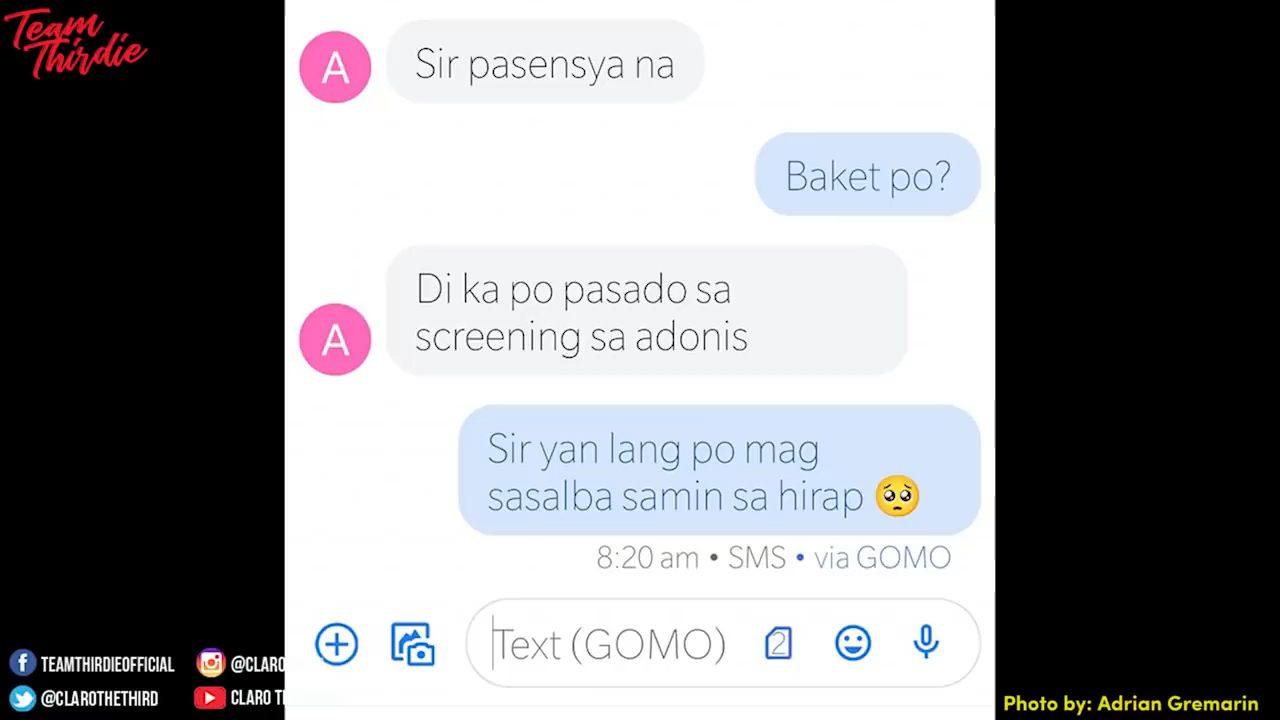 Team
Thirdie
A
Sir pasensya na
Baket po?
A
Di ka po pasado sa
screening sa adonis
Sir yan lang po mag
sasalba samin sa hirap 🥺
8:20 am • SMS • via GOMO
Text (GOMO)
2
TEAMTHIRDIEOFFICIAL
@CLARO
@CLAROTHETHIRD
CLARO T
Photo by: Adrian Gremarin